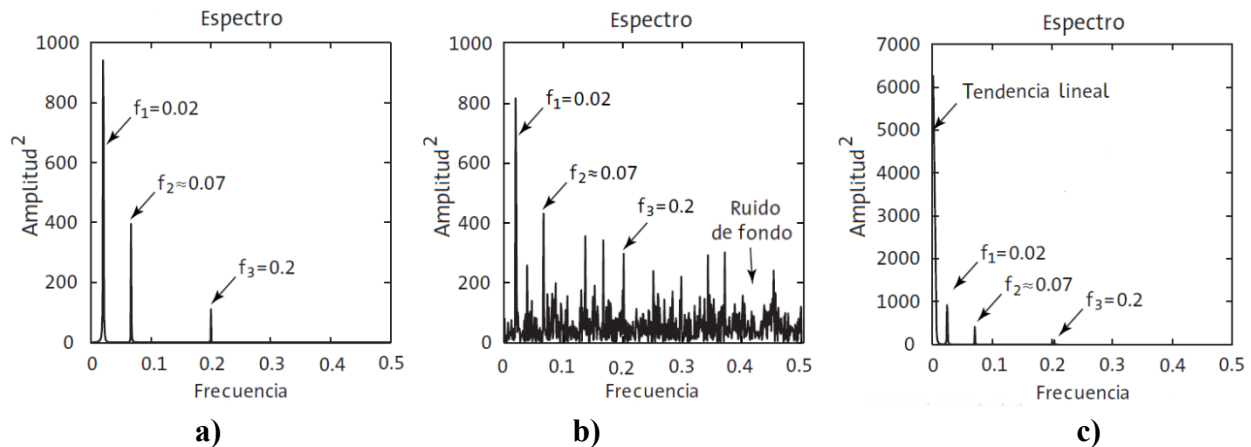 Espectro
Amplitud²
1000
800
600
400
200
0
f₁=0.02
f₂≈0.07
f₃=0.2
0 0.1 0.2 0.3 0.4 0.5
Frecuencia
a)
Espectro
Amplitud²
1000
800
600
400
200
0
f₁=0.02
f₂≈0.07
f₃=0.2
Ruido
de fondo
0 0.1 0.2 0.3 0.4 0.5
Frecuencia
b)
Espectro
Amplitud²
7000
6000
5000
4000
3000
2000
1000
0
Tendencia lineal
f₁=0.02
f₂≈0.07
f₃=0.2
0 0.1 0.2 0.3 0.4 0.5
Frecuencia
c)